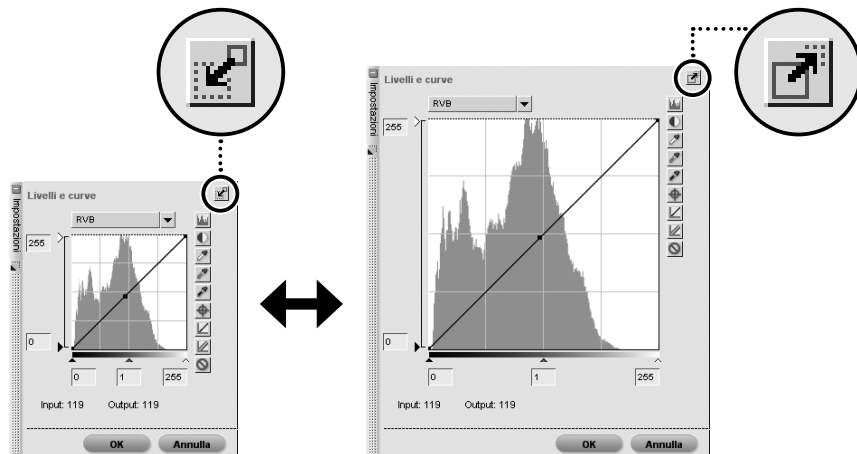 Livelli e curve
Impostazioni
RVB
255
0
0 1 255
Input: 119 Output: 119
OK Annulla
Livelli e curve
Impostazioni
RVB
255
0
0 1 255
Input: 119 Output: 119
OK Annulla